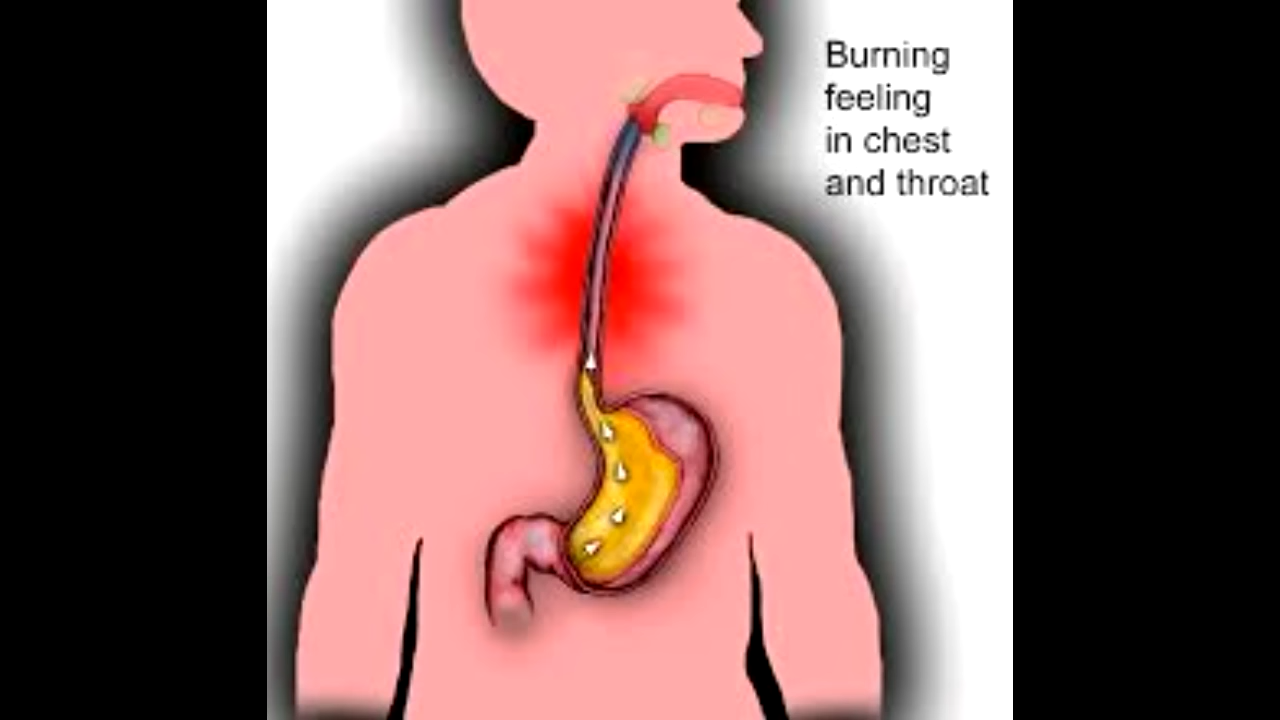 Burning
feeling
in chest
and throat